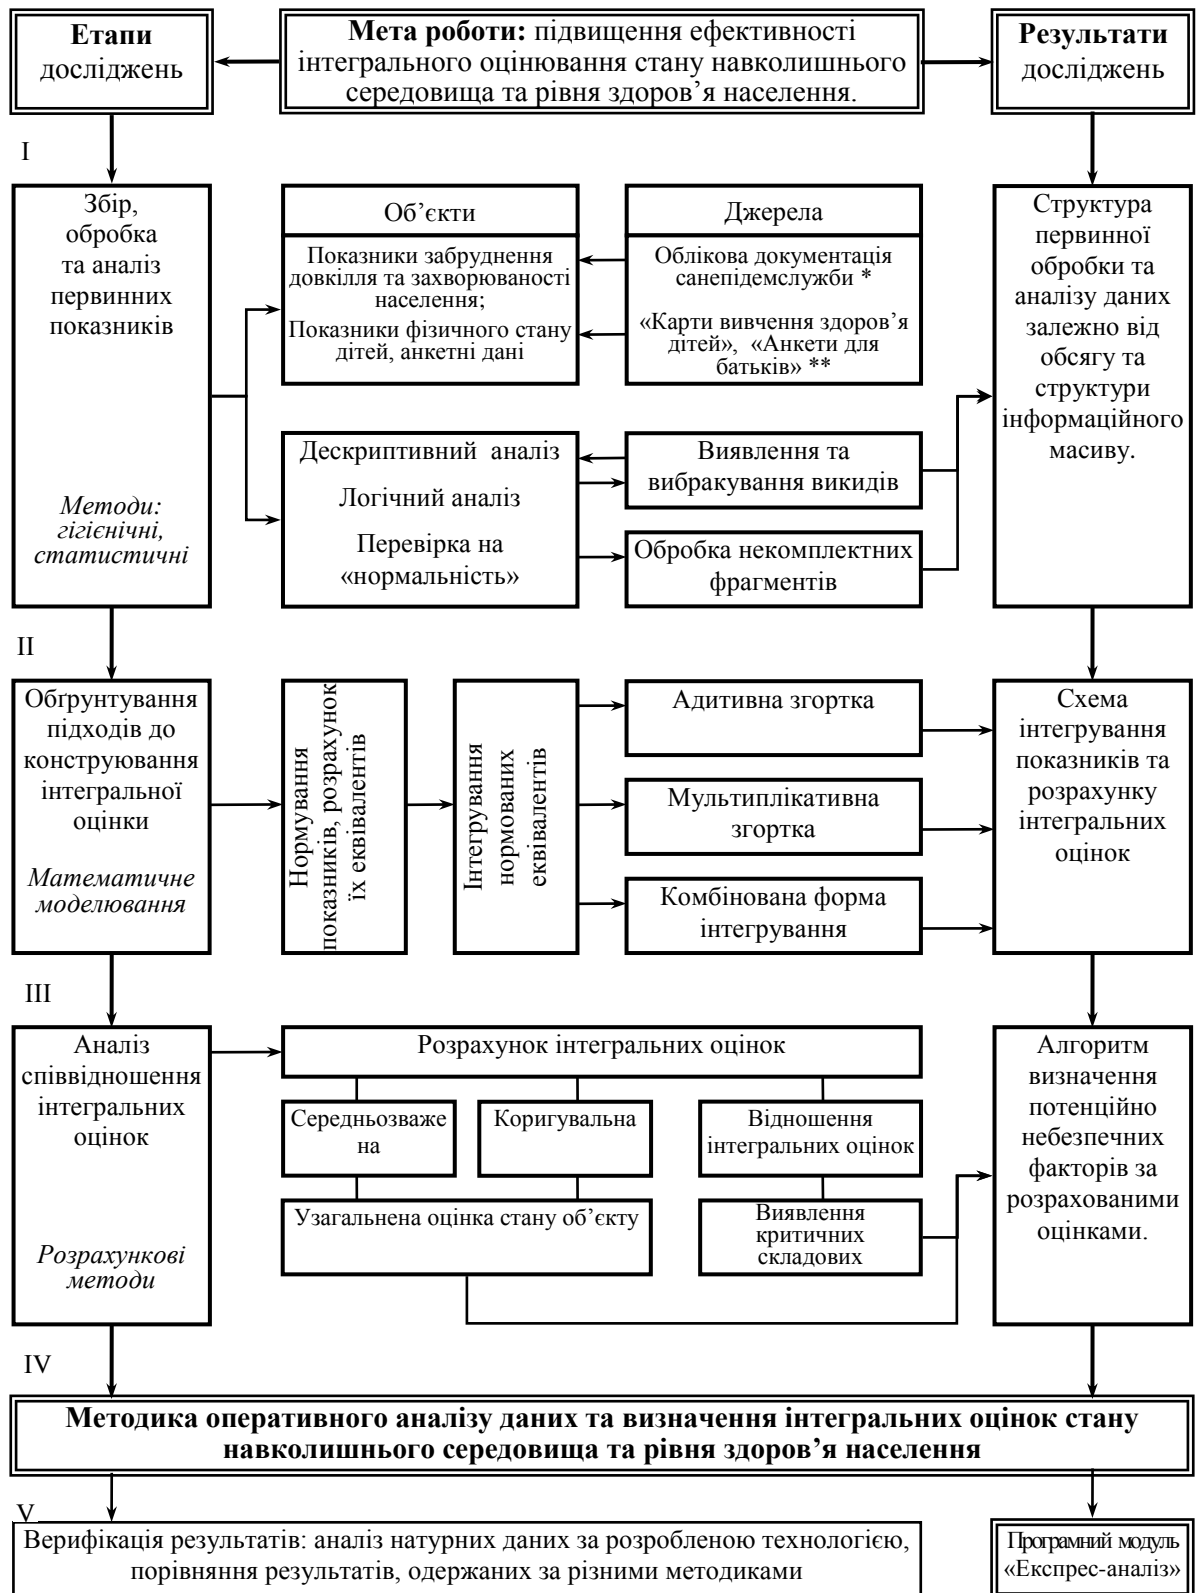 Етапи
досліджень
Мета роботи: підвищення ефективності
інтегрального оцінювання стану навколишнього
середовища та рівня здоров’я населення.
Результати
досліджень
I
Збір,
обробка
та аналіз
первинних
показників
Методи:
гігієнічні,
статистичні
Об’єкти
Показники забруднення
довкілля та захворюваності
населення;
Показники фізичного стану
дітей, анкетні дані
Джерела
Облікова документація
санепідемслужби *
«Карти вивчення здоров’я
дітей», «Анкети для
батьків» **
Дескриптивний аналіз
Логічний аналіз
Перевірка на
«нормальність»
Виявлення та
вибракування викидів
Обробка некомплектних
фрагментів
Структура
первинної
обробки та
аналізу даних
залежно від
обсягу та
структури
інформаційного
масиву.
II
Обґрунтування
підходів до
конструювання
інтегральної
оцінки
Математичне
моделювання
Нормування
показників, розрахунок
їх еквівалентів
Інтегрування
нормованих
еквівалентів
Адитивна згортка
Мультиплікативна
згортка
Комбінована форма
інтегрування
Схема
інтегрування
показників та
розрахунку
інтегральних
оцінок
III
Аналіз
співвідношення
інтегральних
оцінок
Розрахункові
методи
Розрахунок інтегральних оцінок
Середньозваже
на
Коригувальна
Відношення
інтегральних оцінок
Узагальнена оцінка стану об’єкту
Виявлення
критичних
складових
Алгоритм
визначення
потенційно
небезпечних
факторів за
розрахованими
оцінками.
IV
Методика оперативного аналізу даних та визначення інтегральних оцінок стану
навколишнього середовища та рівня здоров’я населення
V
Верифікація результатів: аналіз натурних даних за розробленою технологією,
порівняння результатів, одержаних за різними методиками
Програмний модуль
«Експрес-аналіз»